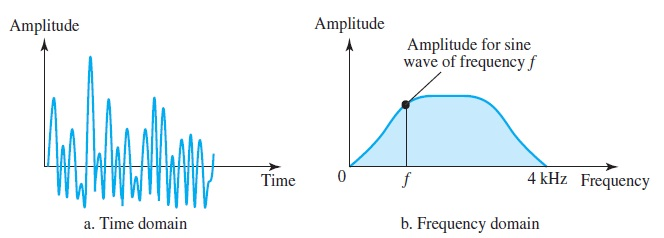 Amplitude
Time
a. Time domain
Amplitude
Amplitude for sine
wave of frequency f
0
f
4 kHz
Frequency
b. Frequency domain